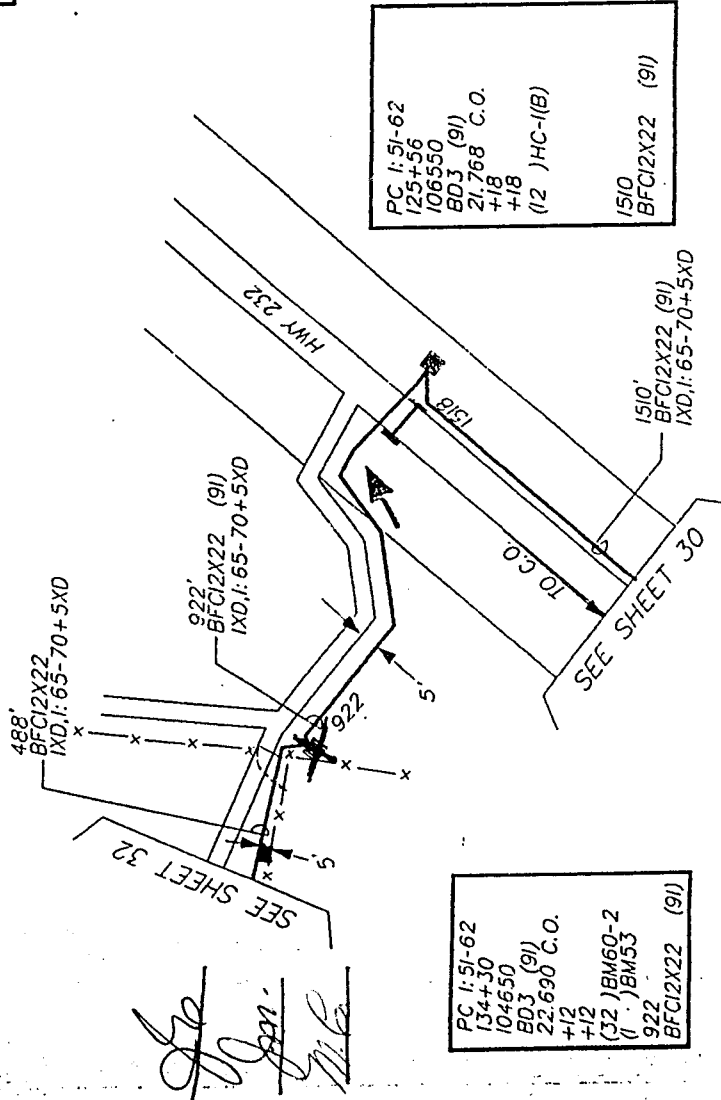 PC 1: 51-62
125+56
106550
BD3 (91)
21.768 C.O.
+18
+18
(12 )HC-1(B)
1510
BFC12X22 (91)
HWY 232
1518
1510'
BFC12X22 (91)
1XD,1: 65-70+5XD
70 C.O.
SEE SHEET 30
922'
BFC12X22 (91)
1XD,1: 65-70+5XD
488'
BFC12X22
1XD,1: 65-70+5XD
922
5'
5'
SEE SHEET 32
PC 1: 51-62
134+30
104650
BD3 (91)
22.690 C.O.
+12
+12
(32 )BM60-2
(1 )BM53
922
BFC12X22 (91)